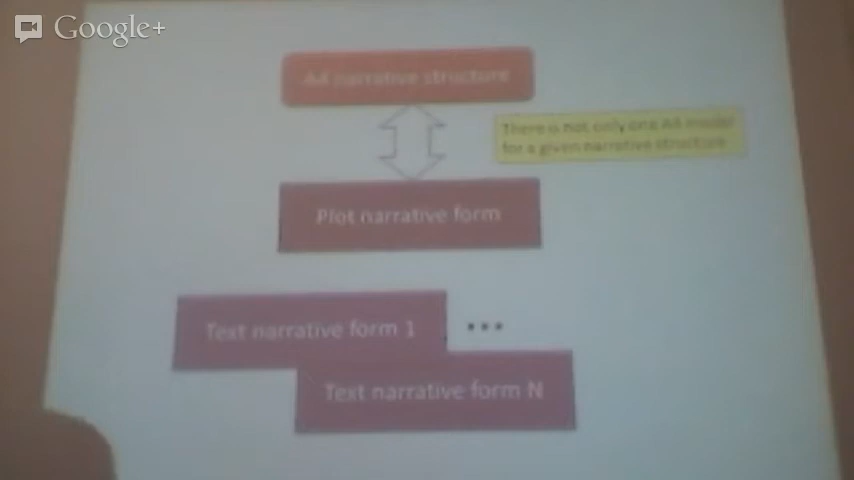 Google+
AA narrative structure
There is not only one AA model
for a given narrative structure
Plot narrative form
Text narrative form 1
...
Text narrative form N